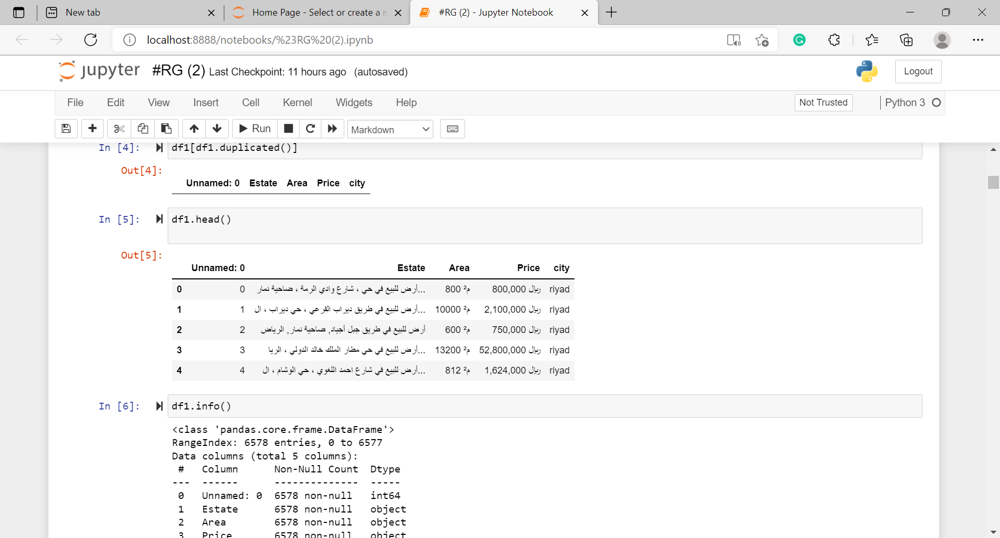 New tab
Home Page - Select or create a n
#RG (2) - Jupyter Notebook
localhost:8888/notebooks/%23RG%20(2).ipynb
jupyter #RG (2) Last Checkpoint: 11 hours ago (autosaved)
Logout
File Edit View Insert Cell Kernel Widgets Help
Not Trusted
Python 3
Run
Markdown
In [4]: df1[df1.duplicated()]
Out[4]:
Unnamed: 0 Estate Area Price city
In [5]: df1.head()
Out[5]:
Unnamed: 0 Estate Area Price city
0 0 أرض للبيع في حي ، شارع وادي الرمة ، ضاحية نمار... 800 م² 800,000 ريال riyad
1 1 أرض للبيع في طريق ديراب الفرعي ، حي ديراب ، ال... 10000 م² 2,100,000 ريال riyad
2 2 أرض للبيع في طريق جبل أجياد, ضاحية نمار, الرياض 600 م² 750,000 ريال riyad
3 3 أرض للبيع في حي مطار الملك خالد الدولي ، الريا... 13200 م² 52,800,000 ريال riyad
4 4 أرض للبيع في شارع احمد اللغوي ، حي الوشام ، ال... 812 م² 1,624,000 ريال riyad
In [6]: df1.info()
<class 'pandas.core.frame.DataFrame'>
RangeIndex: 6578 entries, 0 to 6577
Data columns (total 5 columns):
# Column Non-Null Count Dtype
--- ------ -------------- -----
0 Unnamed: 0 6578 non-null int64
1 Estate 6578 non-null object
2 Area 6578 non-null object
3 Price 6578 non-null object